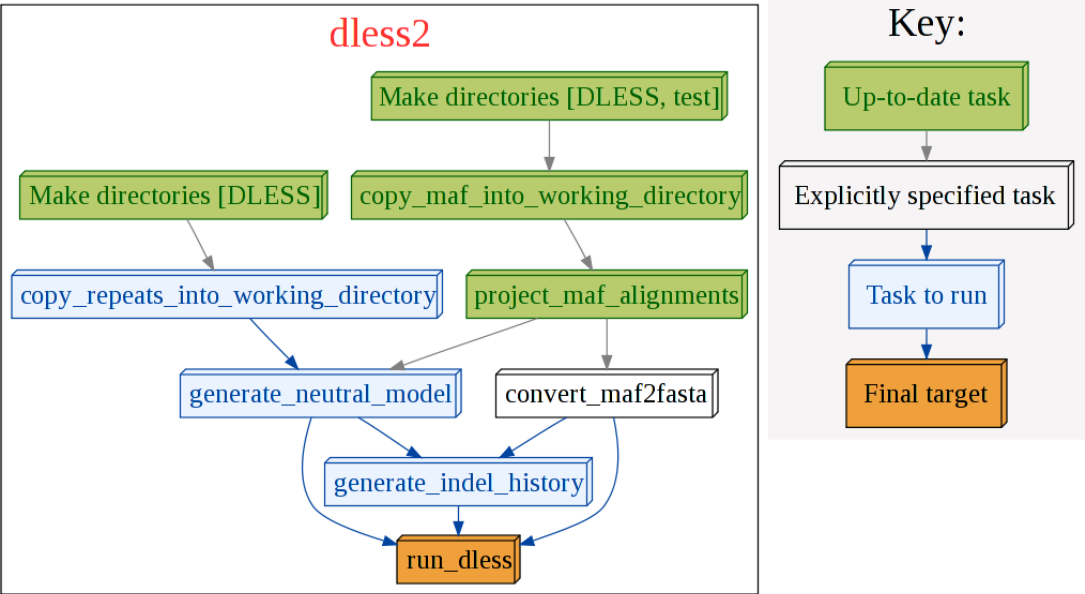 dless2
Make directories [DLESS, test]
Make directories [DLESS]
copy_maf_into_working_directory
copy_repeats_into_working_directory
project_maf_alignments
generate_neutral_model
convert_maf2fasta
generate_indel_history
run_dless
Key:
Up-to-date task
Explicitly specified task
Task to run
Final target